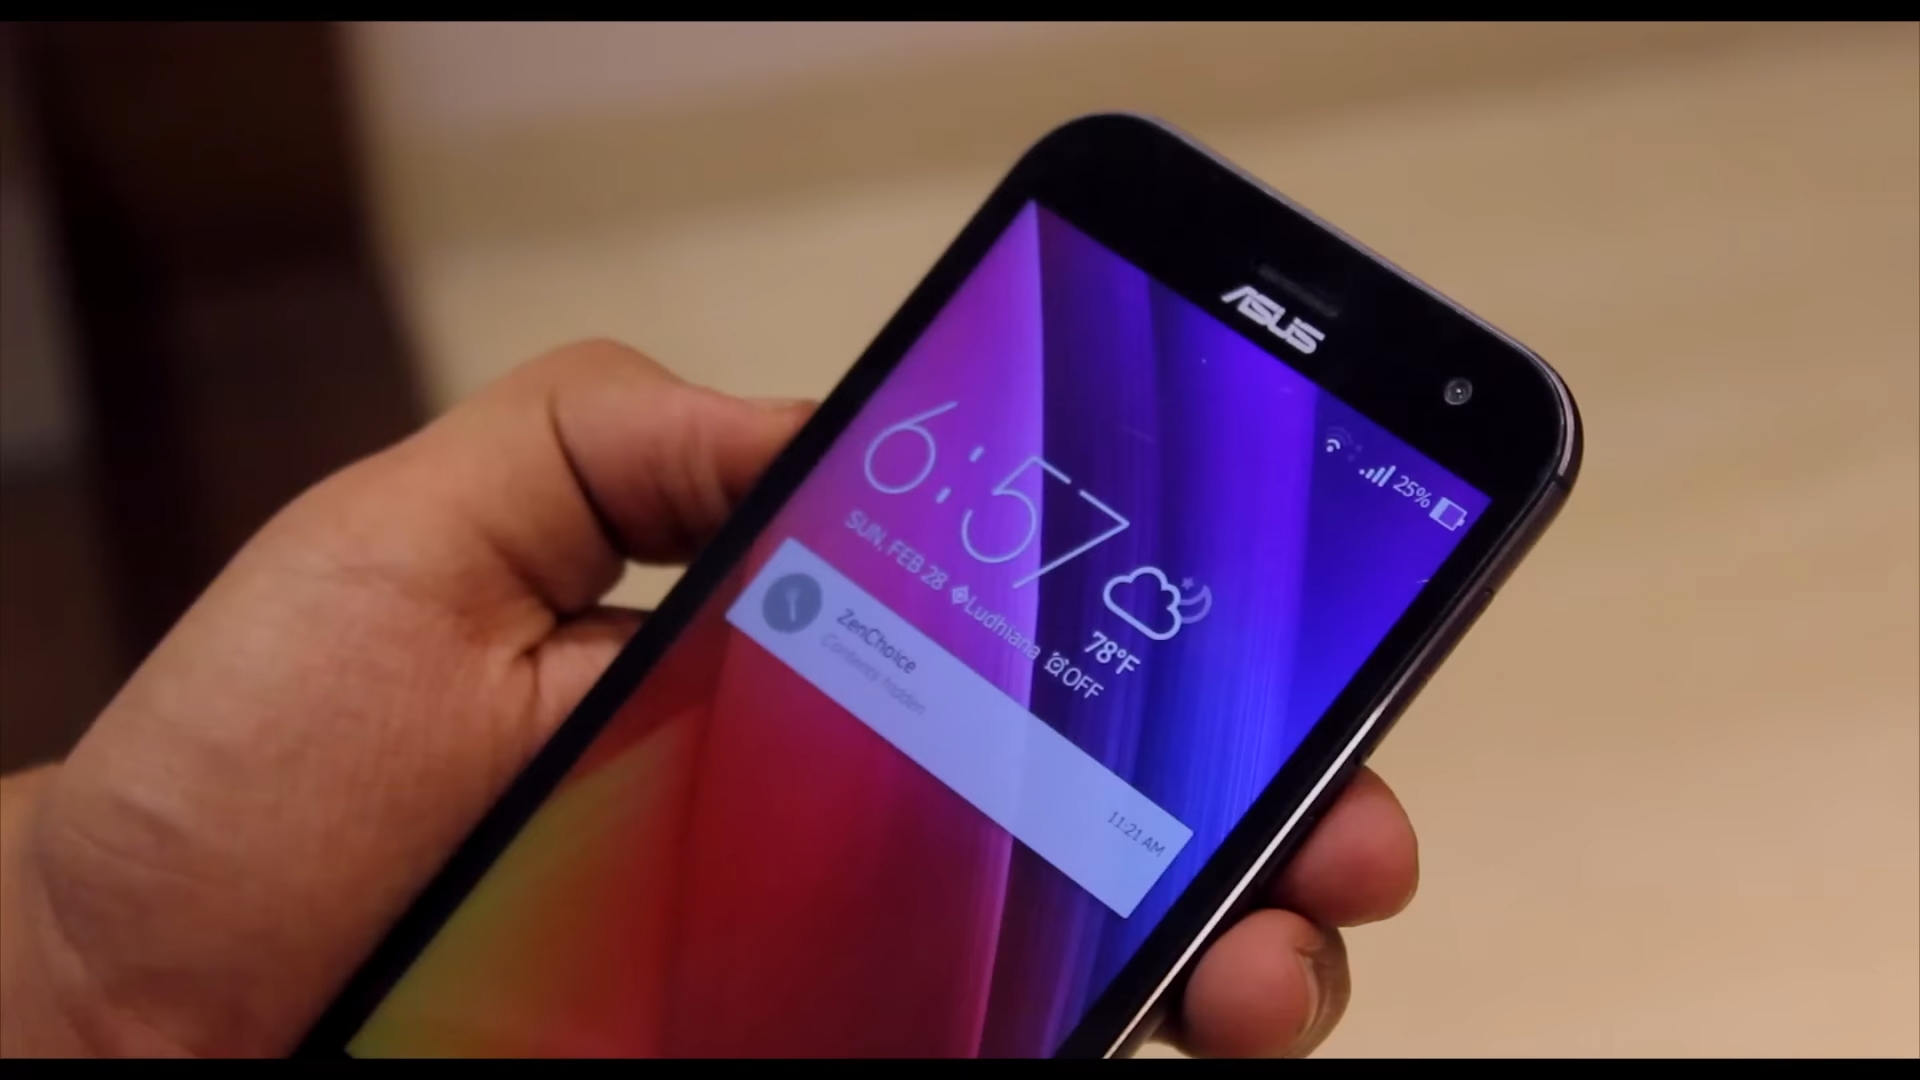 ASUS
25%
6:57
SUN, FEB 28 Ludhiana OFF
78°F
ZenChoice
Contents hidden
11:21 AM